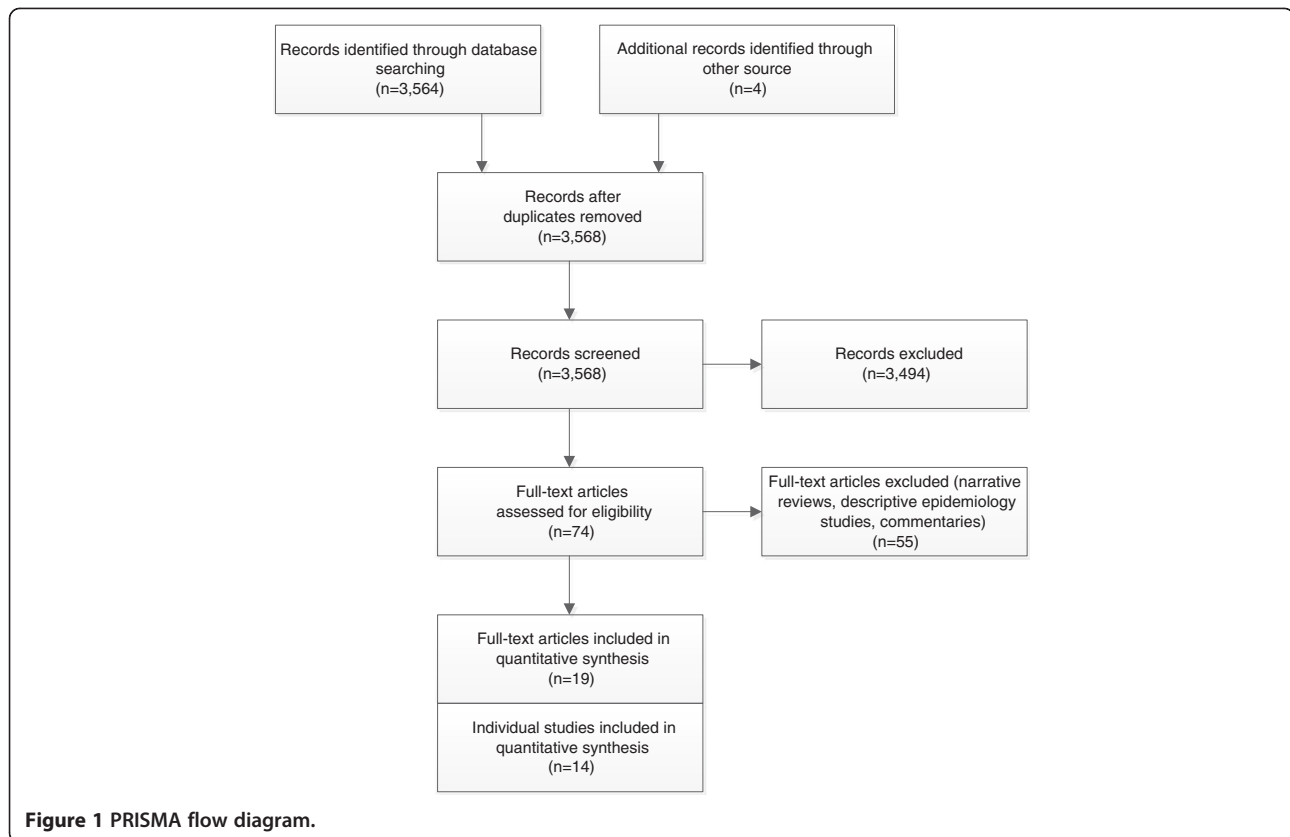 Records identified through database
searching
(n=3,564)
Additional records identified through
other source
(n=4)
Records after
duplicates removed
(n=3,568)
Records screened
(n=3,568)
Records excluded
(n=3,494)
Full-text articles
assessed for eligibility
(n=74)
Full-text articles excluded (narrative
reviews, descriptive epidemiology
studies, commentaries)
(n=55)
Full-text articles included in
quantitative synthesis
(n=19)
Individual studies included in
quantitative synthesis
(n=14)
Figure 1 PRISMA flow diagram.